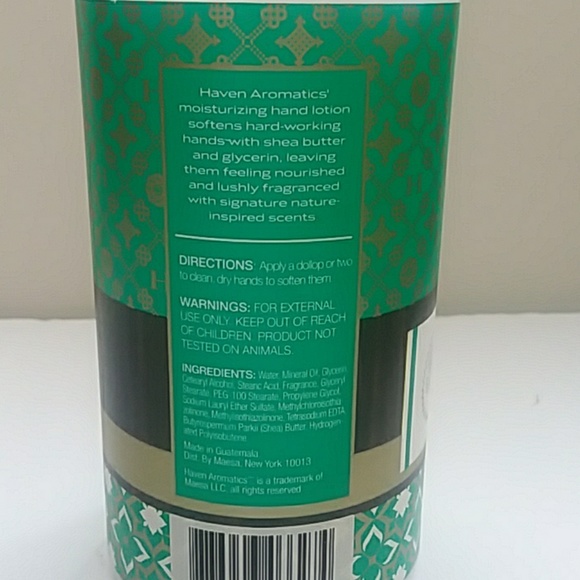 Haven Aromatics'
moisturizing hand lotion
softens hard-working
hands with shea butter
and glycerin, leaving
them feeling nourished
and lushly fragranced
with signature nature-
inspired scents
DIRECTIONS: Apply a dollop or two
to clean, dry hands to soften them
WARNINGS: FOR EXTERNAL
USE ONLY. KEEP OUT OF REACH
OF CHILDREN. PRODUCT NOT
TESTED ON ANIMALS.
INGREDIENTS: Water, Mineral Oil, Glycerin,
Cetearyl Alcohol, Stearic Acid, Fragrance, Glyceryl
Stearate, PEG-100 Stearate, Propylene Glycol,
Sodium Lauryl Ether Sulfate, Methylchloroisothia
zolinone, Methylisothiazolinone, Tetrasodium EDTA,
Butyrospermum Parkii (Shea) Butter, Hydrogen-
ated Polyisobutene
Made in Guatemala
Dist. By Maesa, New York 10013
Haven Aromatics™ is a trademark of
Maesa LLC, all rights reserved